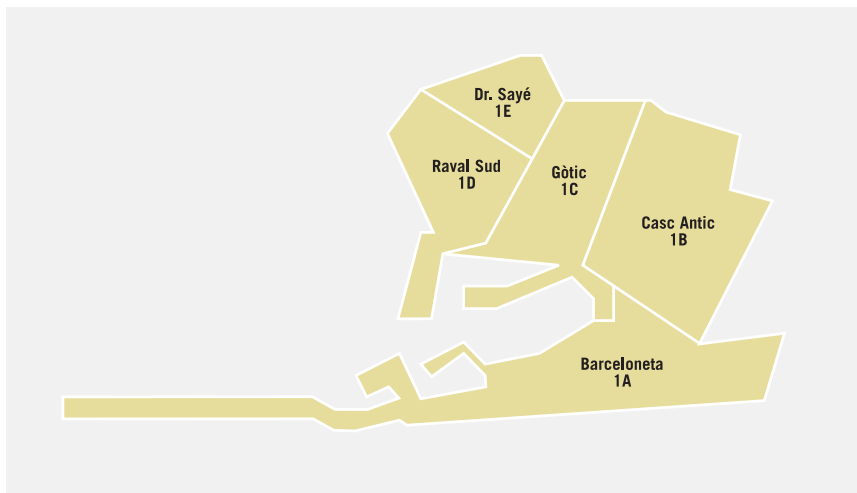 Dr. Sayé
1E
Raval Sud
1D
Gòtic
1C
Casc Antic
1B
Barceloneta
1A